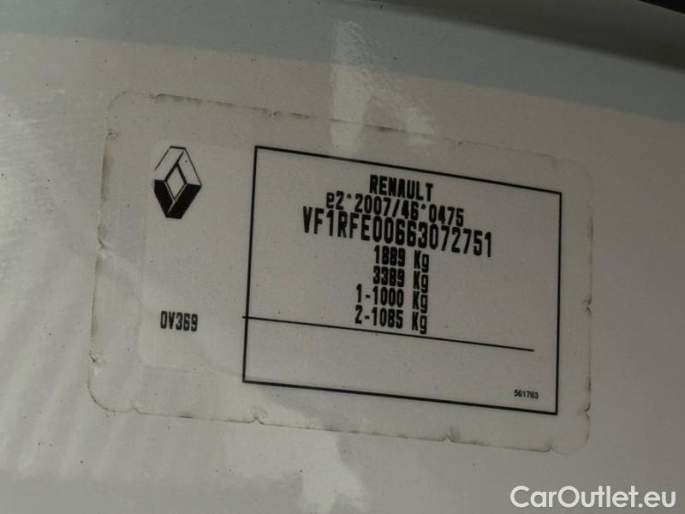 RENAULT
e2*2007/46*0475
VF1RFE00663072751
1889 Kg
3389 Kg
1-1000 Kg
2-1085 Kg
OV369
561763
CarOutlet.eu